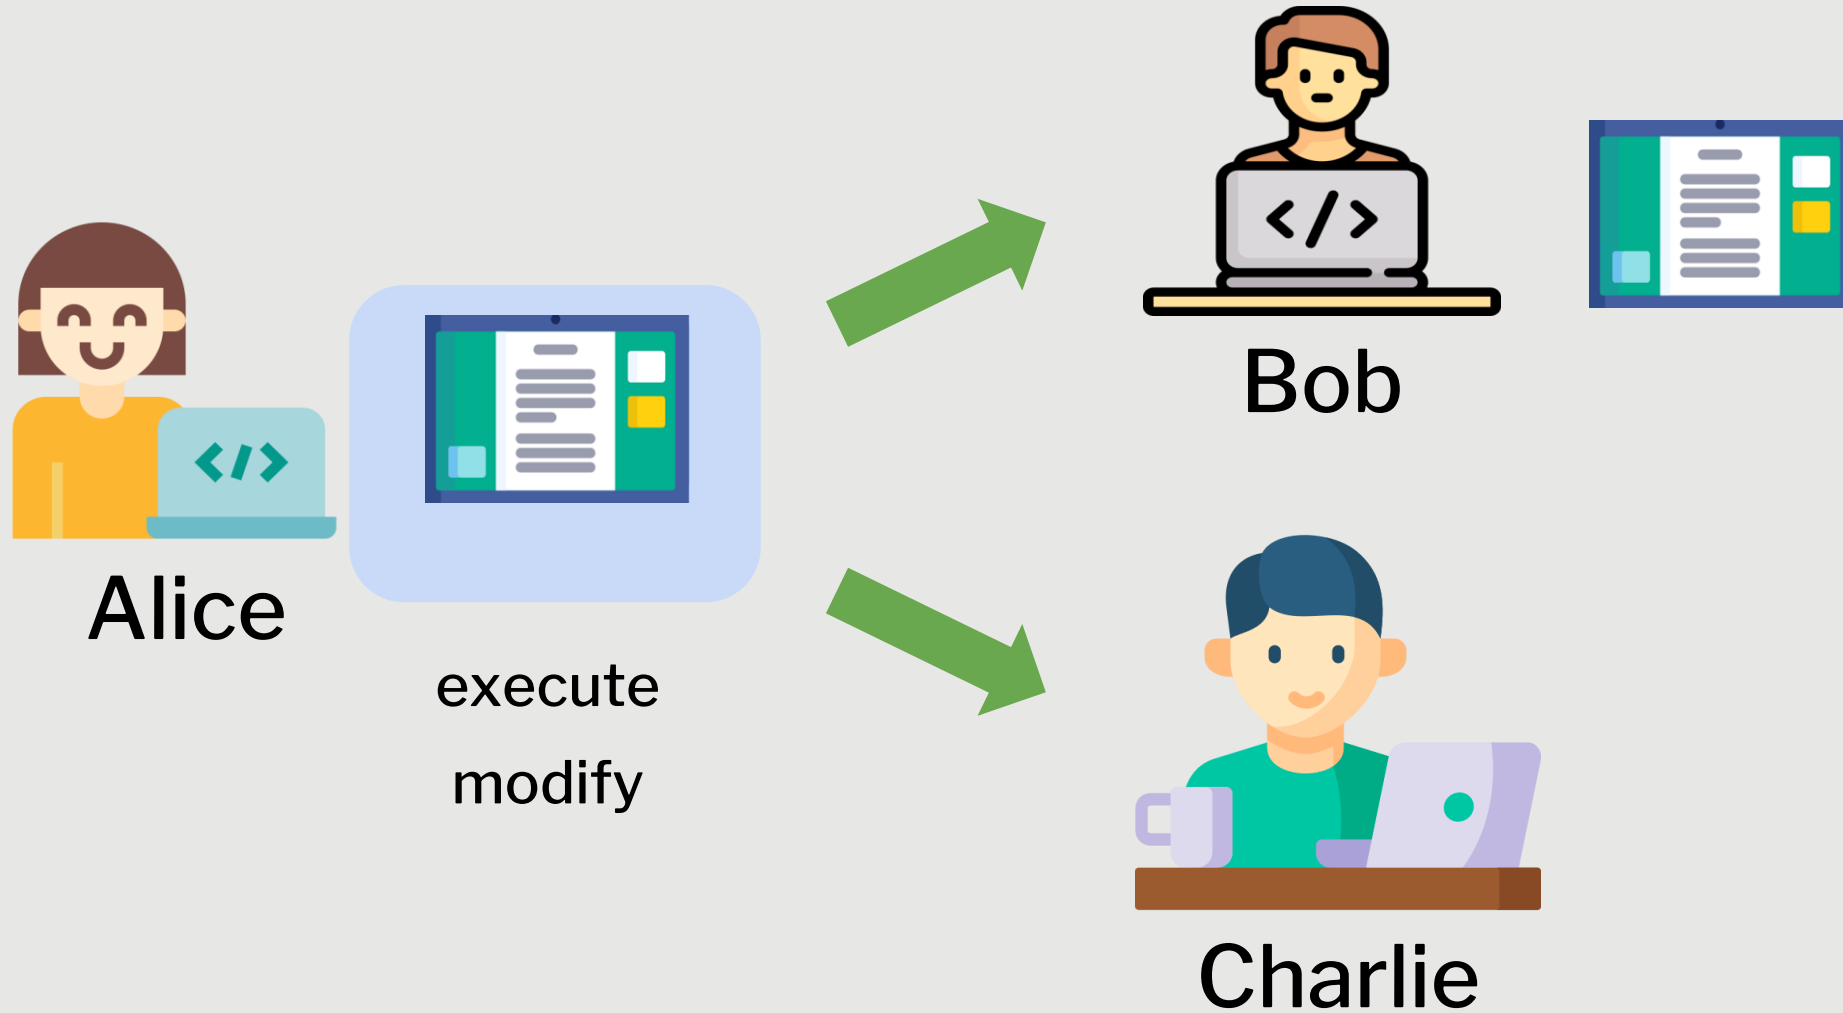 </>
Alice
execute
modify
</>
Bob
Charlie